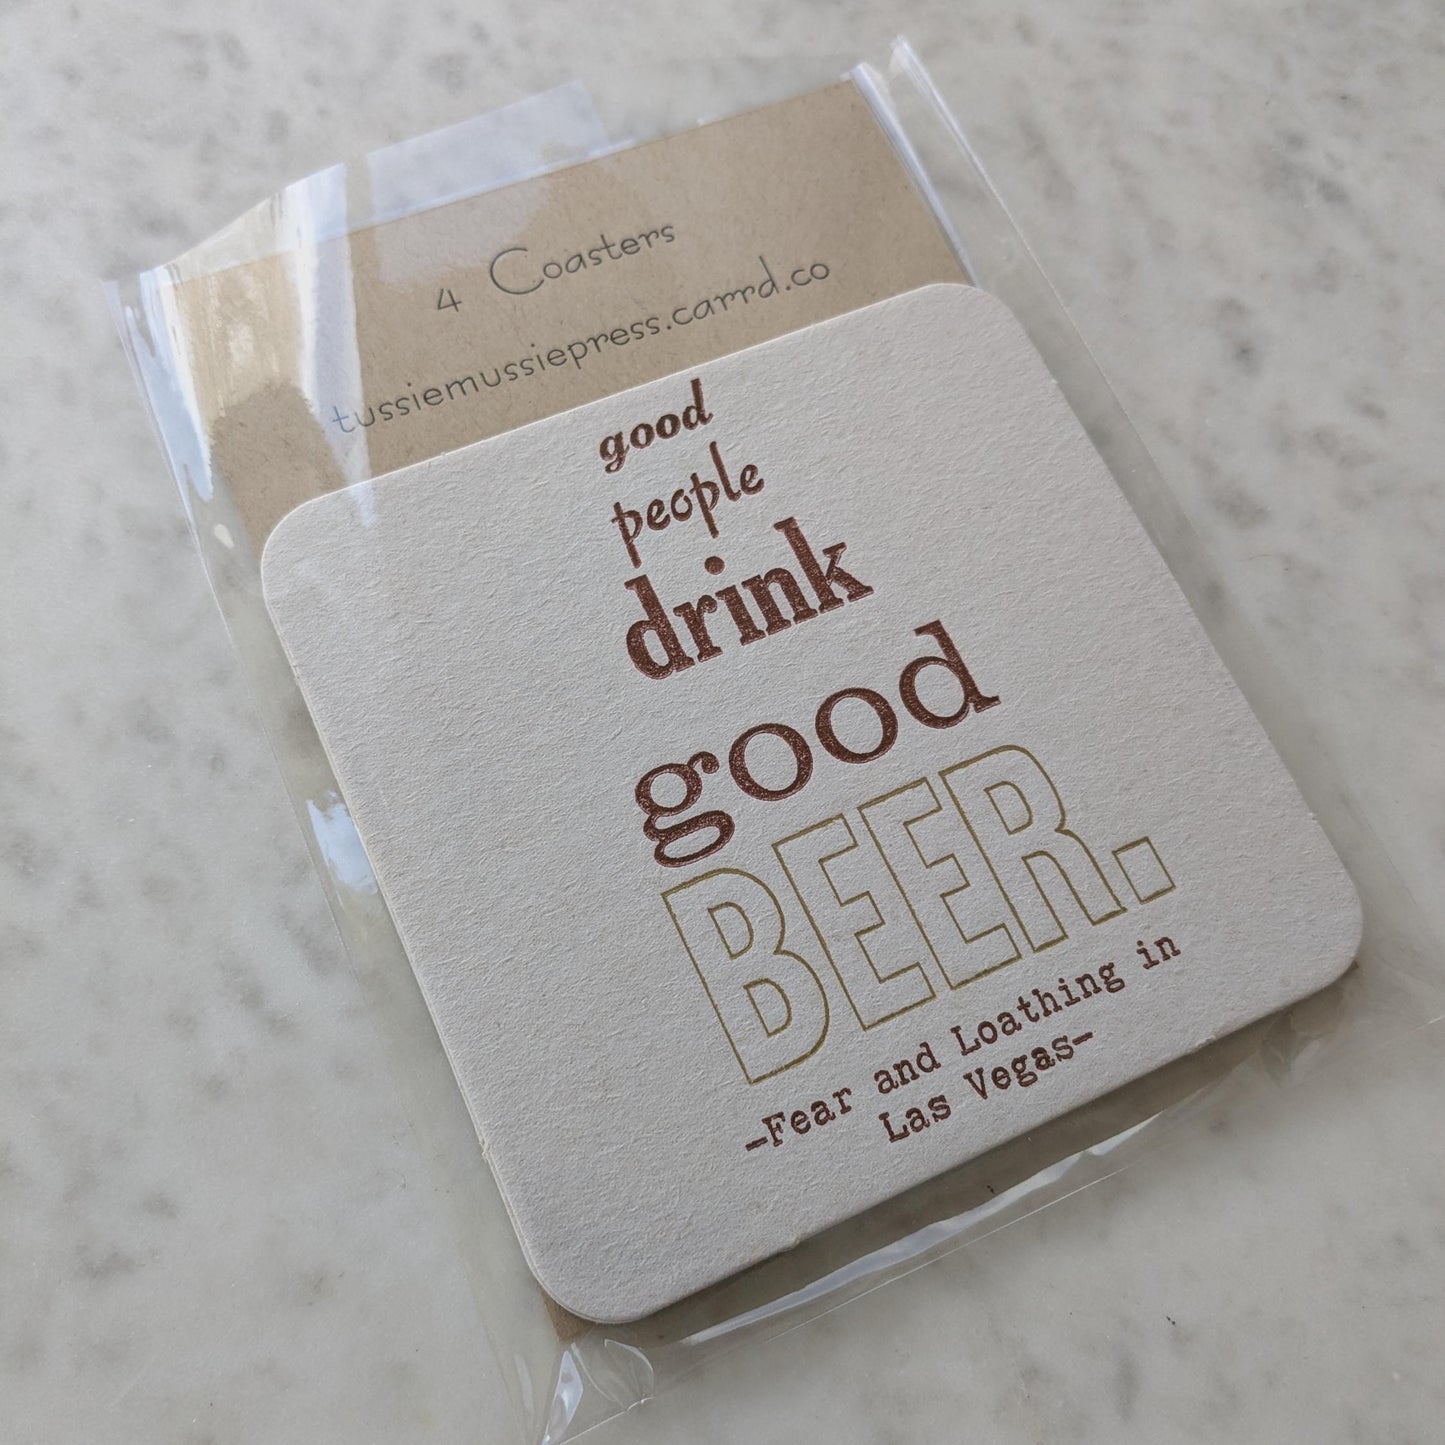 4 Coasters
tussiemussiepress.carrd.co
good
people
drink
good
BEER.
—Fear and Loathing in
Las Vegas—